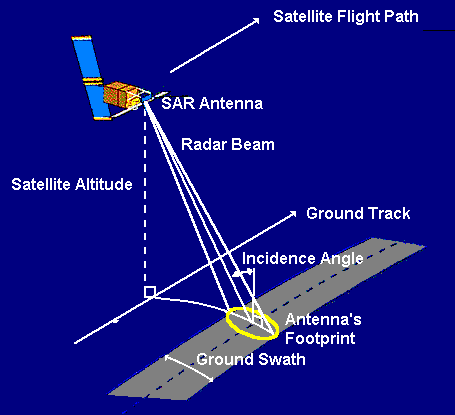 Satellite Flight Path
SAR Antenna
Radar Beam
Satellite Altitude
Ground Track
Incidence Angle
Antenna's
Footprint
Ground Swath